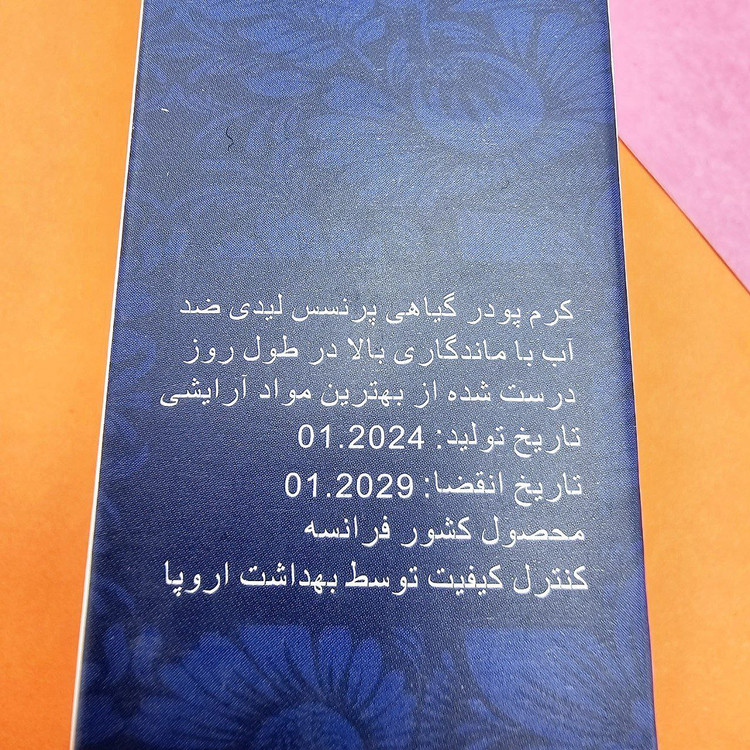 کرم پودر گیاهی پرنسس لیدی ضد
آب با ماندگاری بالا در طول روز
درست شده از بهترین مواد آرایشی
تاریخ تولید: 01.2024
تاریخ انقضا: 01.2029
محصول کشور فرانسه
کنترل کیفیت توسط بهداشت اروپا